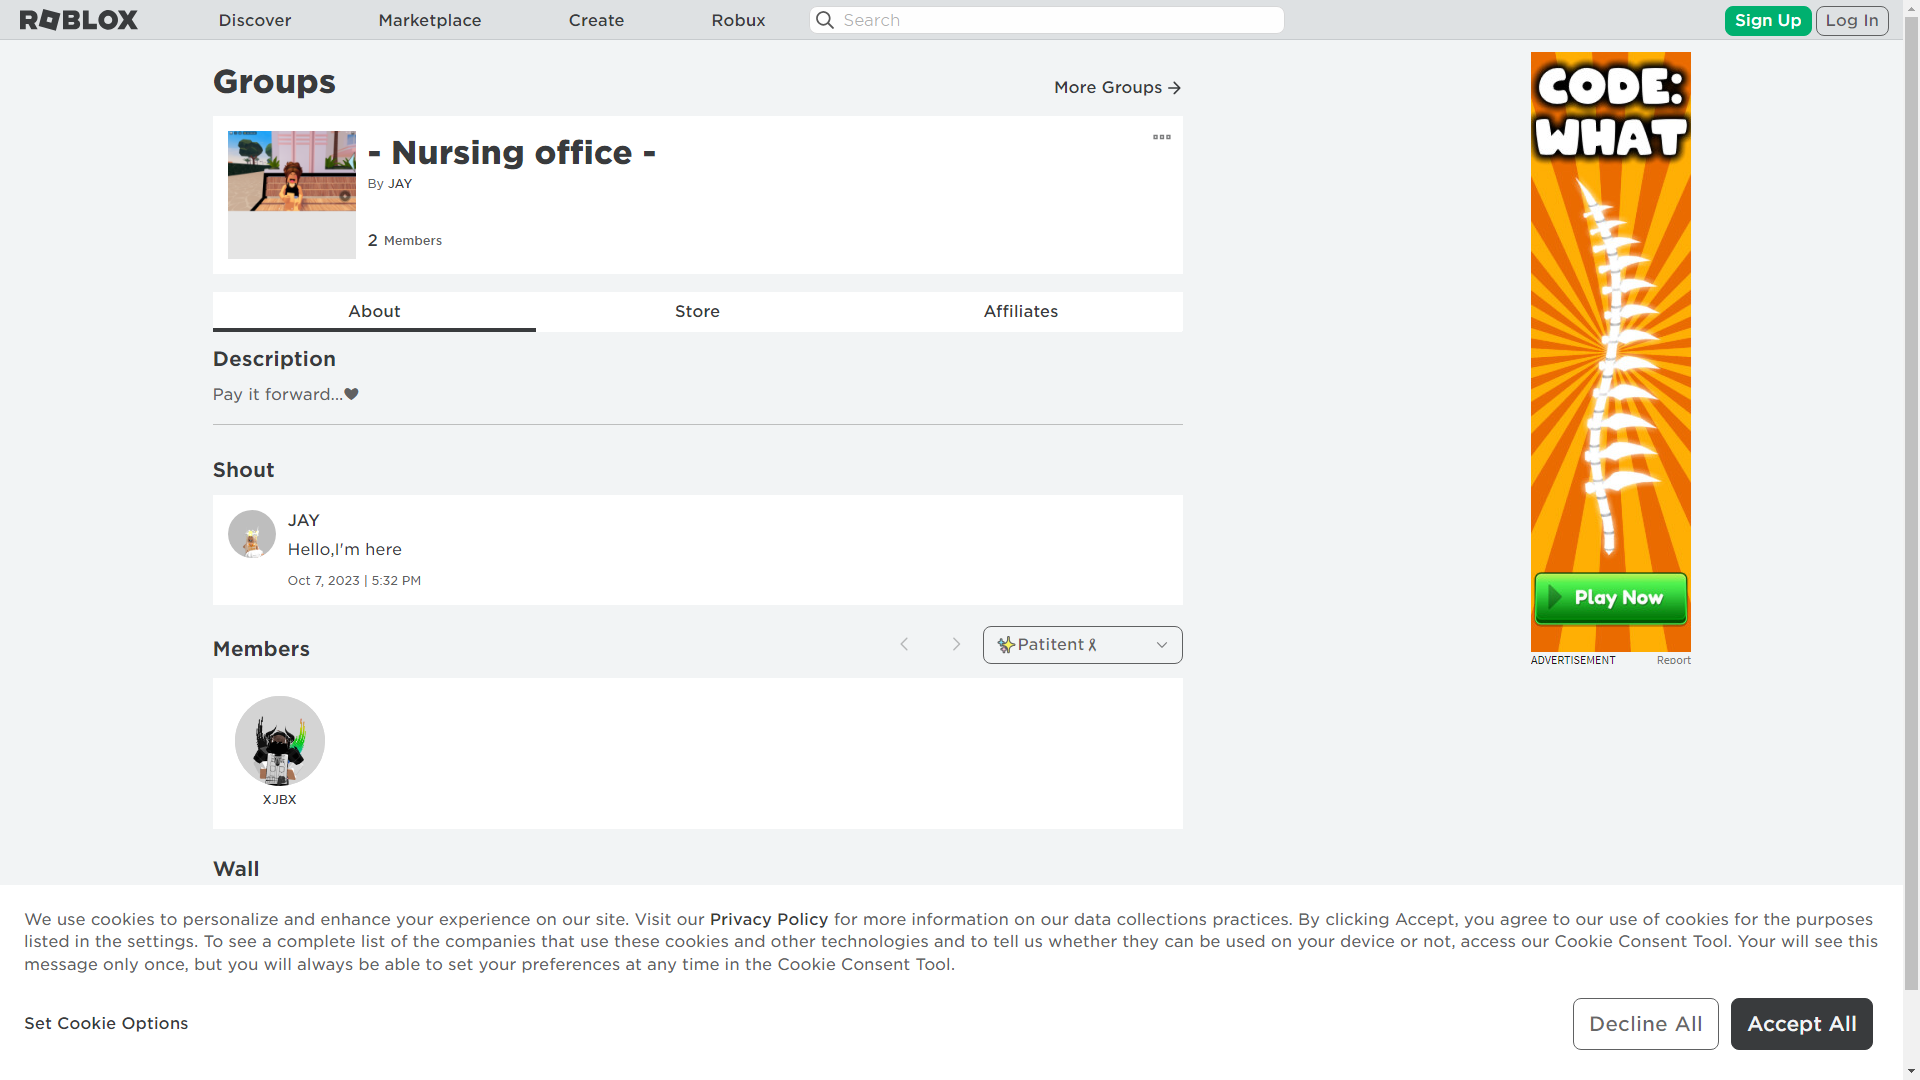 ROBLOX
Discover
Marketplace
Create
Robux
Search
Sign Up
Log In
Groups
More Groups →
- Nursing office -
By JAY
2 Members
About
Store
Affiliates
Description
Pay it forward...🖤
Shout
JAY
Hello,I'm here
Oct 7, 2023 | 5:32 PM
Members
✨Patitent🎗
XJBX
Wall
CODE:
WHAT
Play Now
ADVERTISEMENT
Report
We use cookies to personalize and enhance your experience on our site. Visit our Privacy Policy for more information on our data collections practices. By clicking Accept, you agree to our use of cookies for the purposes
listed in the settings. To see a complete list of the companies that use these cookies and other technologies and to tell us whether they can be used on your device or not, access our Cookie Consent Tool. Your will see this
message only once, but you will always be able to set your preferences at any time in the Cookie Consent Tool.
Set Cookie Options
Decline All
Accept All